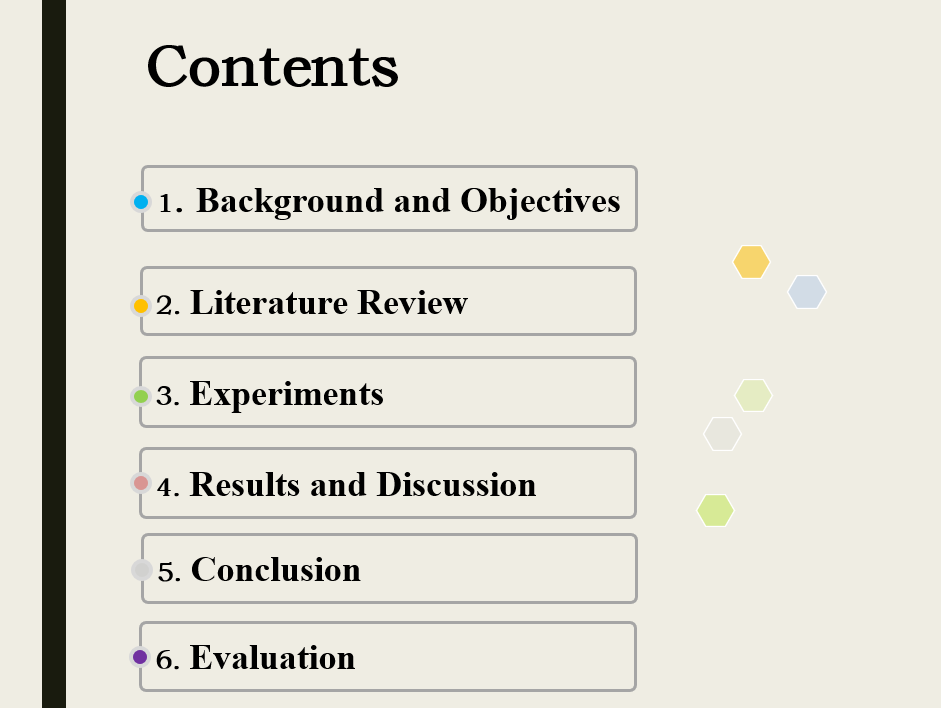 Contents
1. Background and Objectives
2. Literature Review
3. Experiments
4. Results and Discussion
5. Conclusion
6. Evaluation